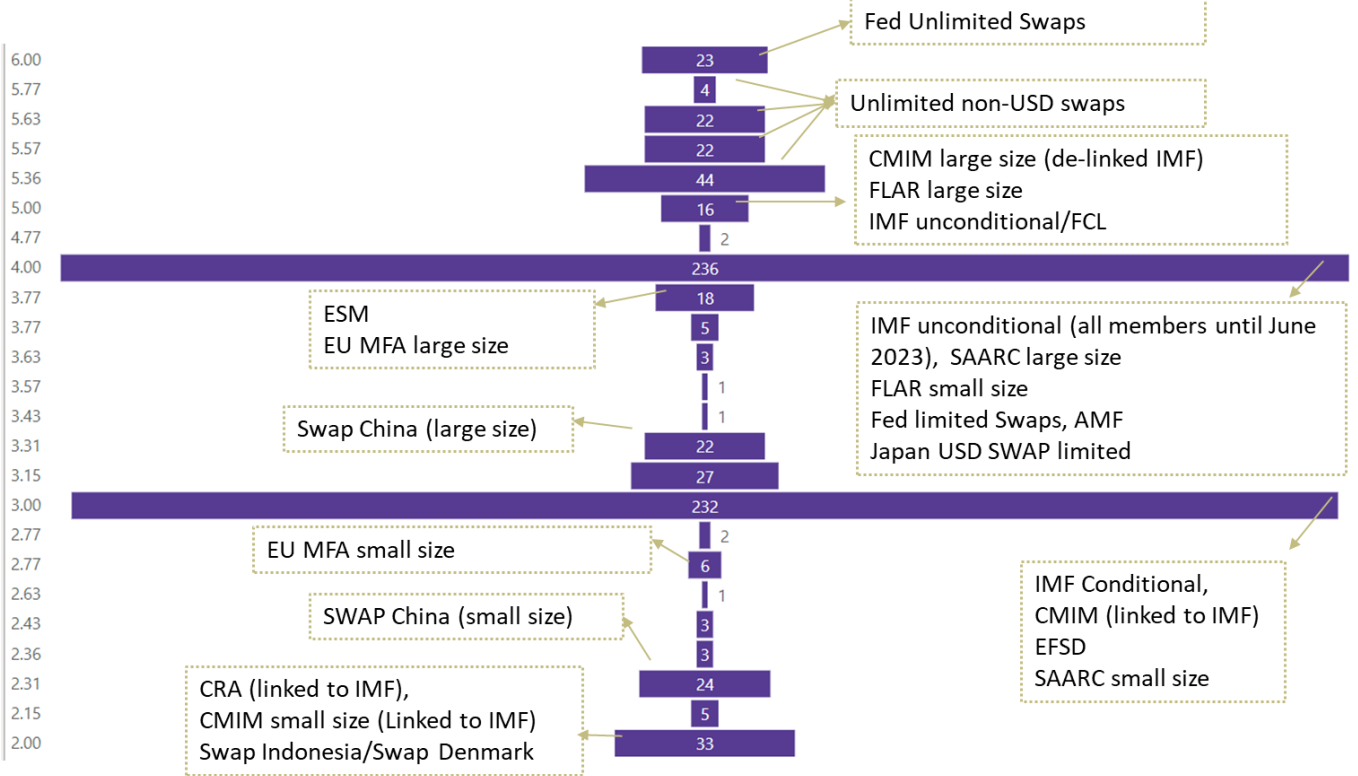 Fed Unlimited Swaps
6.00
23
5.77
4
Unlimited non-USD swaps
5.63
22
5.57
22
CMIM large size (de-linked IMF)
FLAR large size
IMF unconditional/FCL
5.36
44
5.00
16
4.77
2
4.00
236
3.77
18
ESM
EU MFA large size
IMF unconditional (all members until June
2023), SAARC large size
FLAR small size
Fed limited Swaps, AMF
Japan USD SWAP limited
3.77
5
3.63
3
3.57
1
3.43
1
Swap China (large size)
3.31
22
3.15
27
3.00
232
2.77
2
EU MFA small size
2.77
6
IMF Conditional,
CMIM (linked to IMF)
EFSD
SAARC small size
2.63
1
SWAP China (small size)
2.43
3
2.36
3
2.31
24
CRA (linked to IMF),
CMIM small size (Linked to IMF)
Swap Indonesia/Swap Denmark
2.15
5
2.00
33